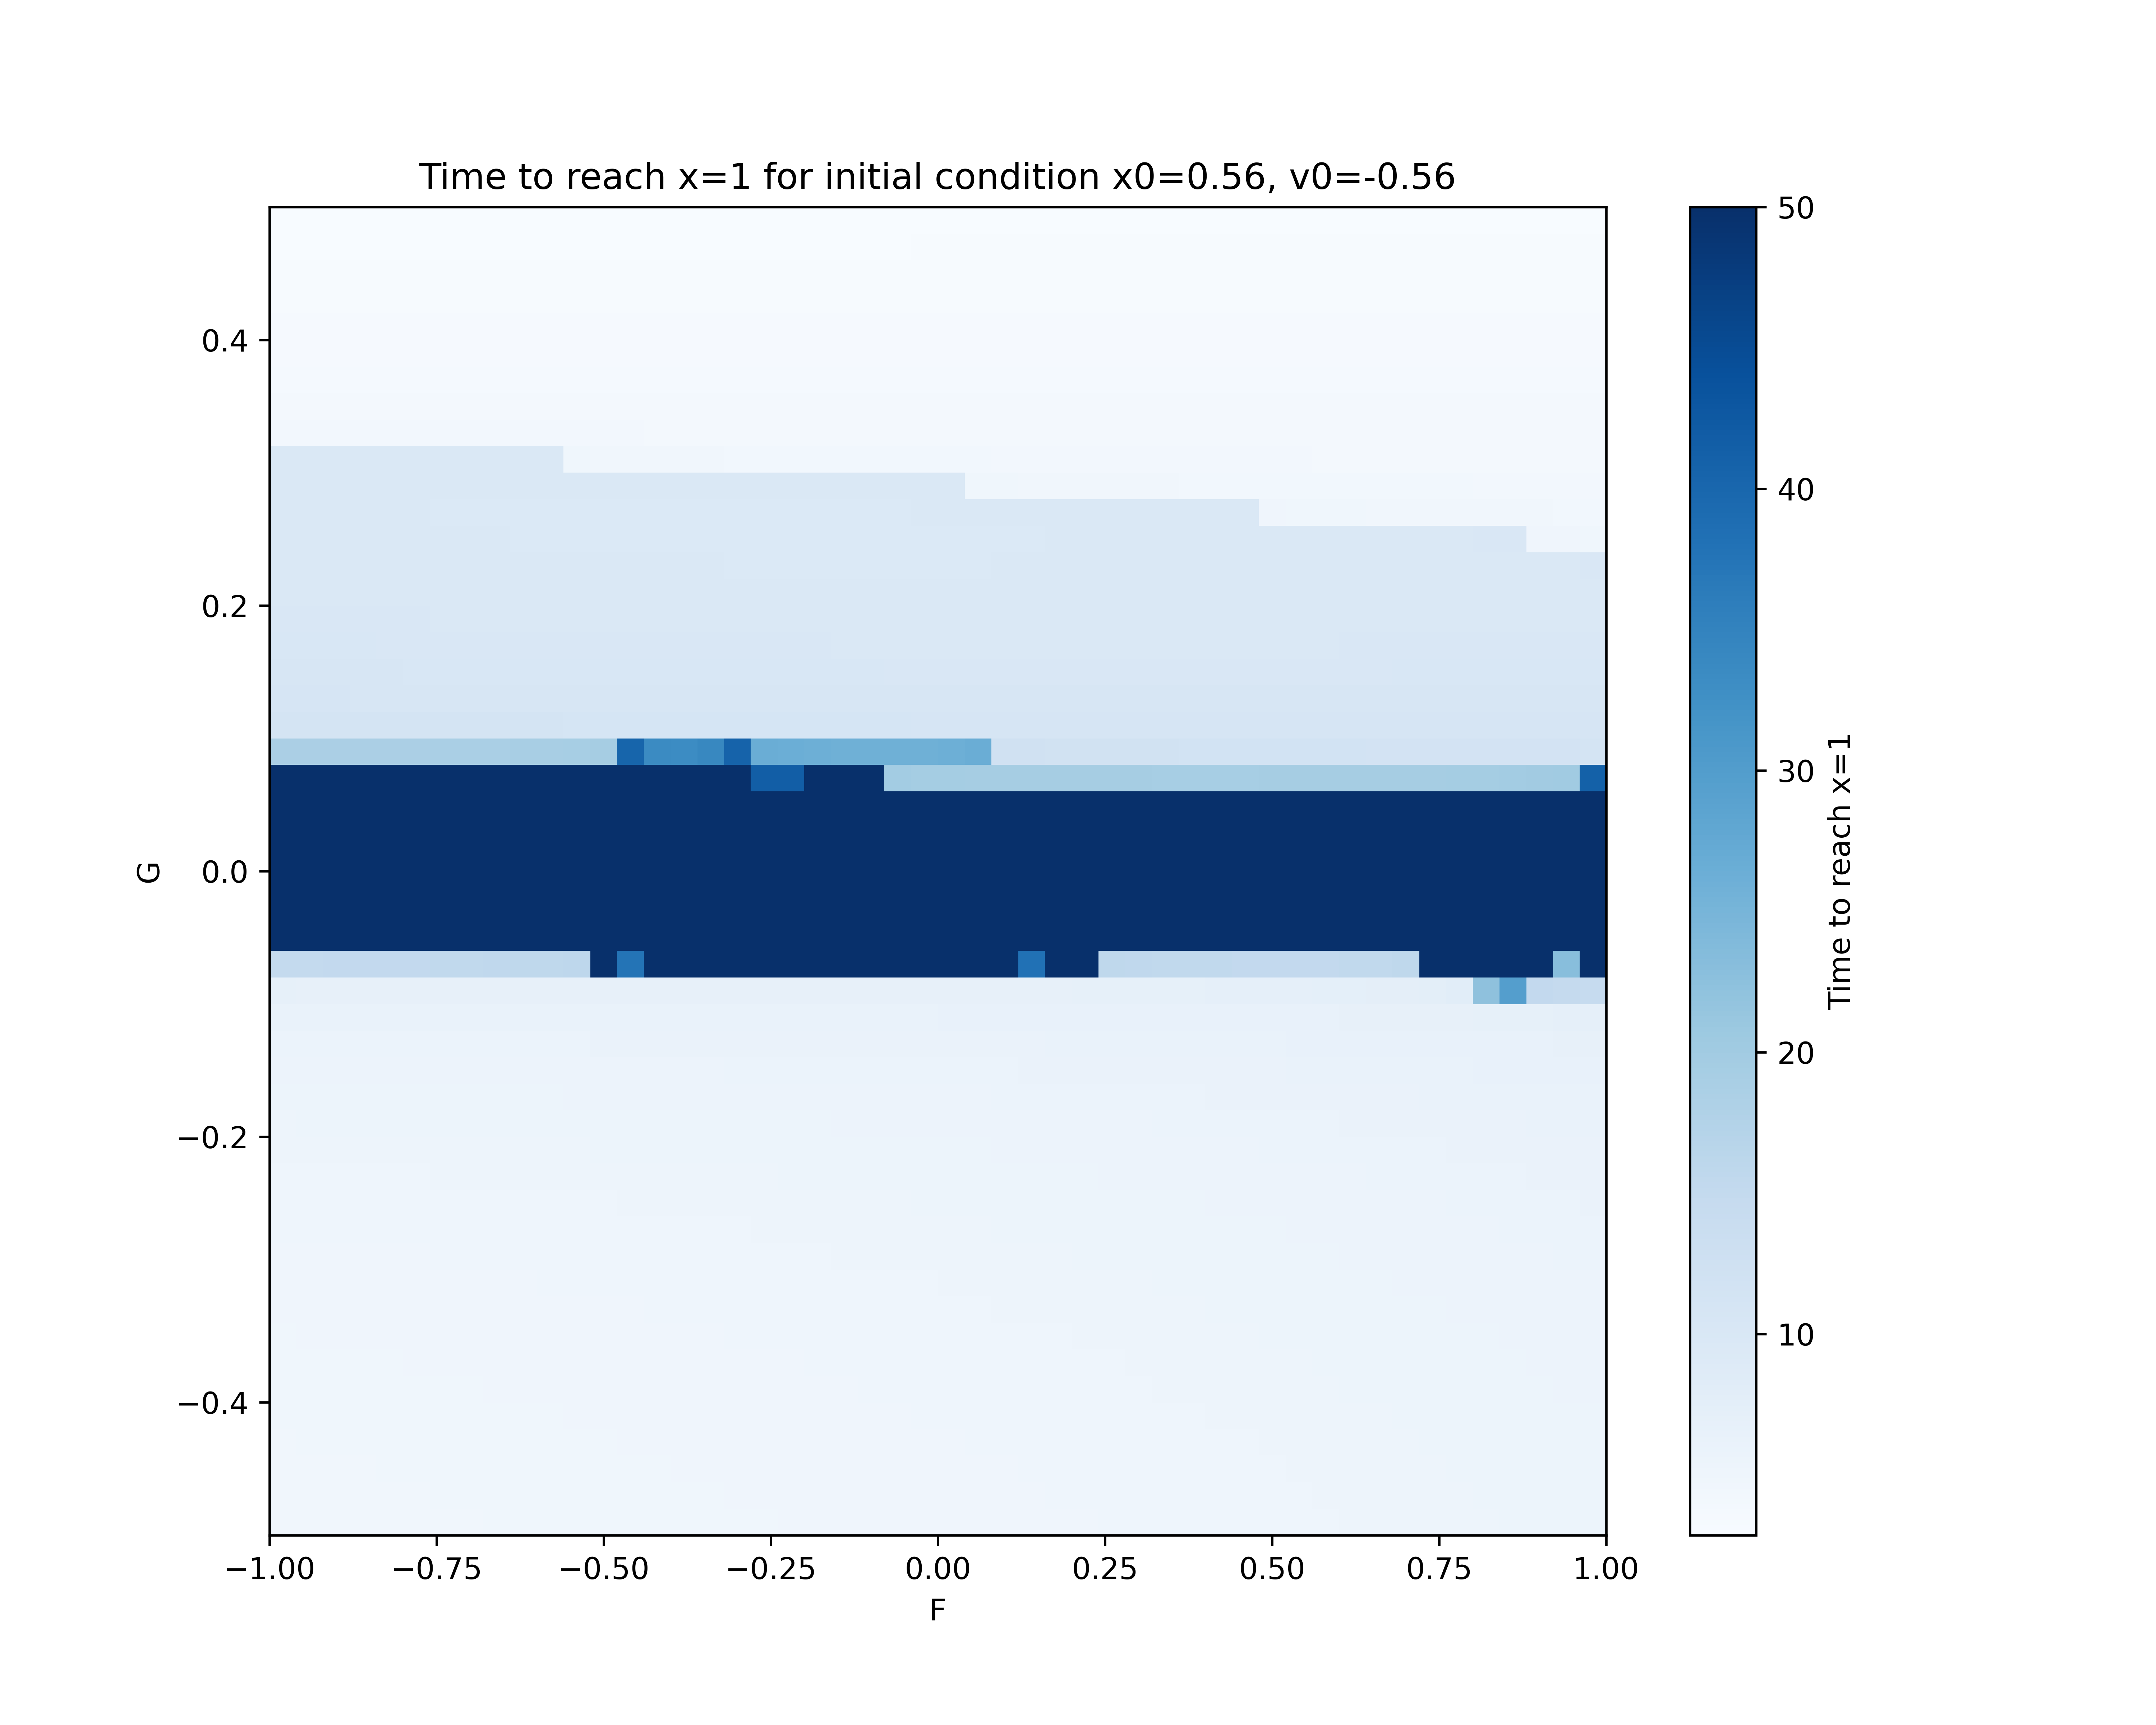 Time to reach x=1 for initial condition x0=0.56, v0=-0.56
0.4
0.2
0.0
−0.2
−0.4
G
−1.00 −0.75 −0.50 −0.25 0.00 0.25 0.50 0.75 1.00
F
50
40
30
20
10
Time to reach x=1